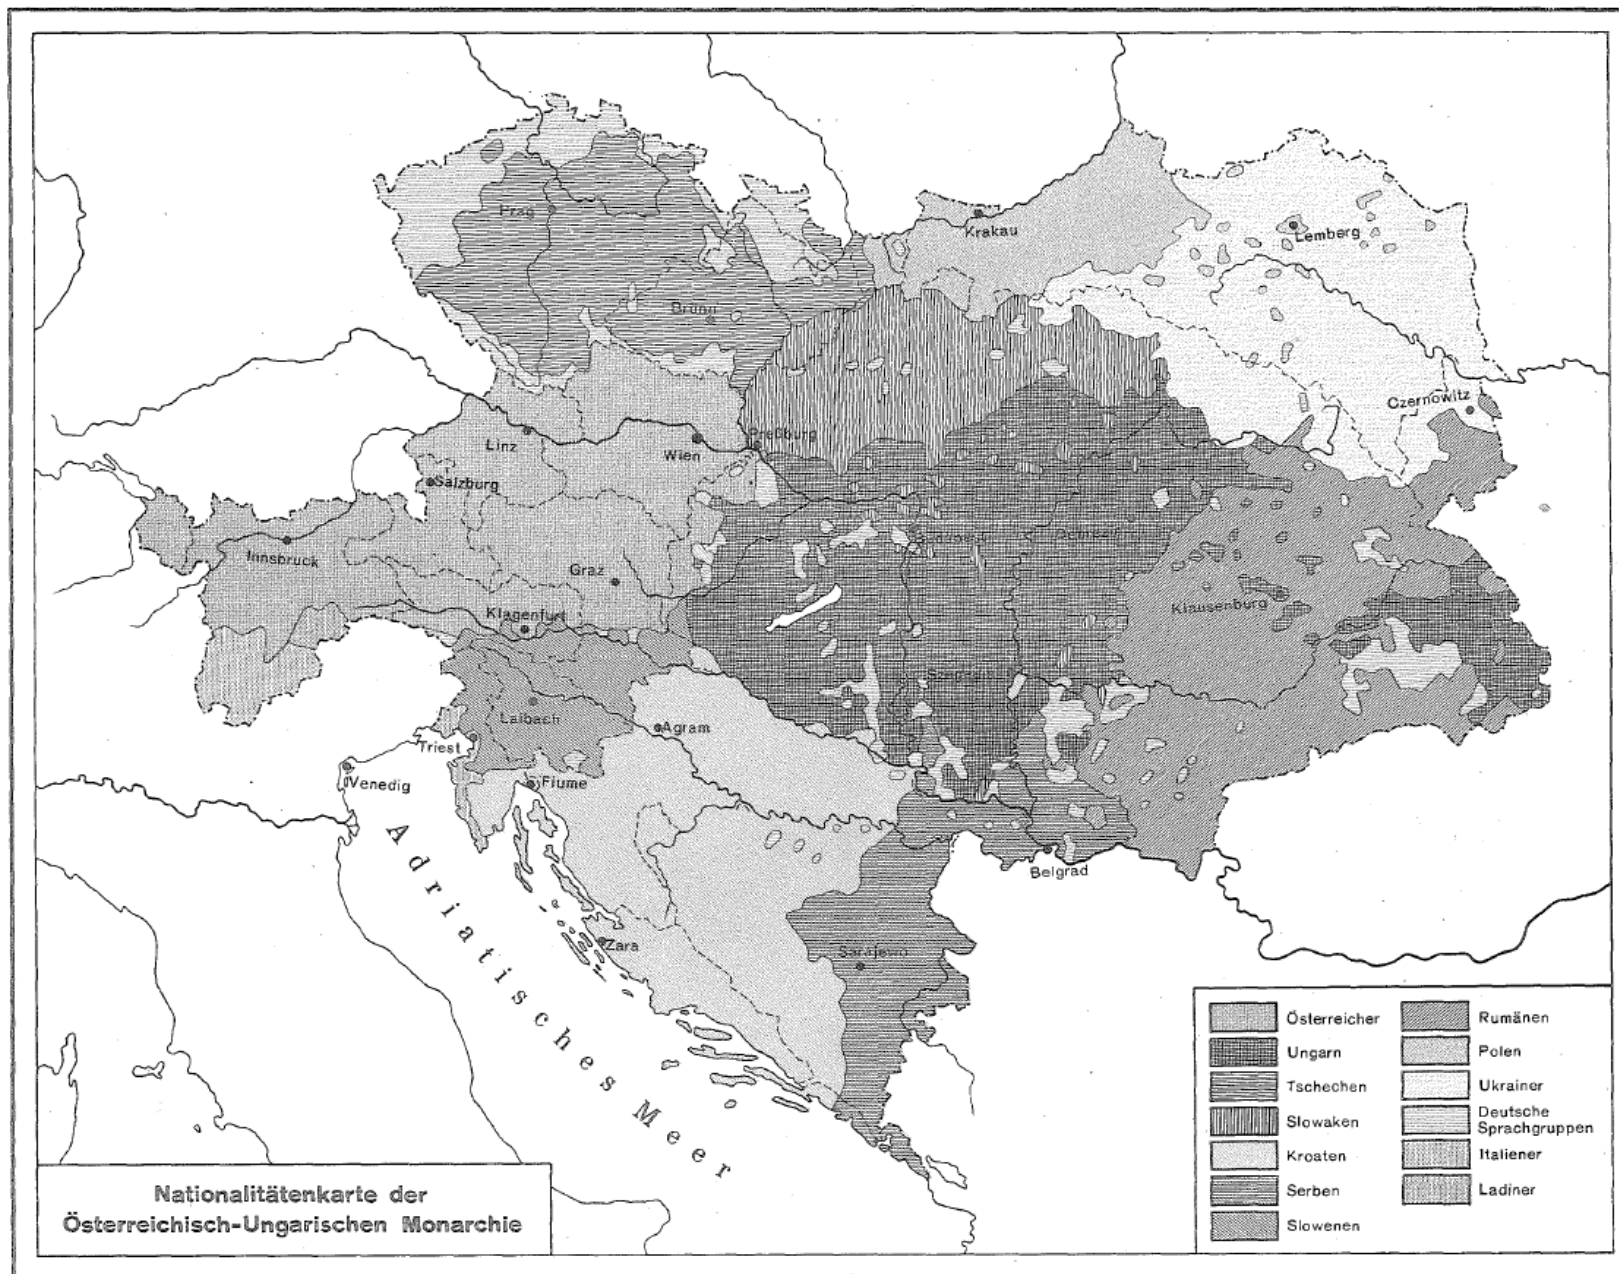 Prag
Krakau
Lemberg
Brünn
Czernowitz
Linz
Wien
Preßburg
Salzburg
Innsbruck
Graz
Klagenfurt
Klausenburg
Laibach
Agram
Triest
Venedig
Fiume
Belgrad
Zara
Sarajewo
Adriatisches Meer
Nationalitätenkarte der
Österreichisch-Ungarischen Monarchie
Österreicher
Ungarn
Tschechen
Slowaken
Kroaten
Serben
Slowenen
Rumänen
Polen
Ukrainer
Deutsche
Sprachgruppen
Italiener
Ladiner